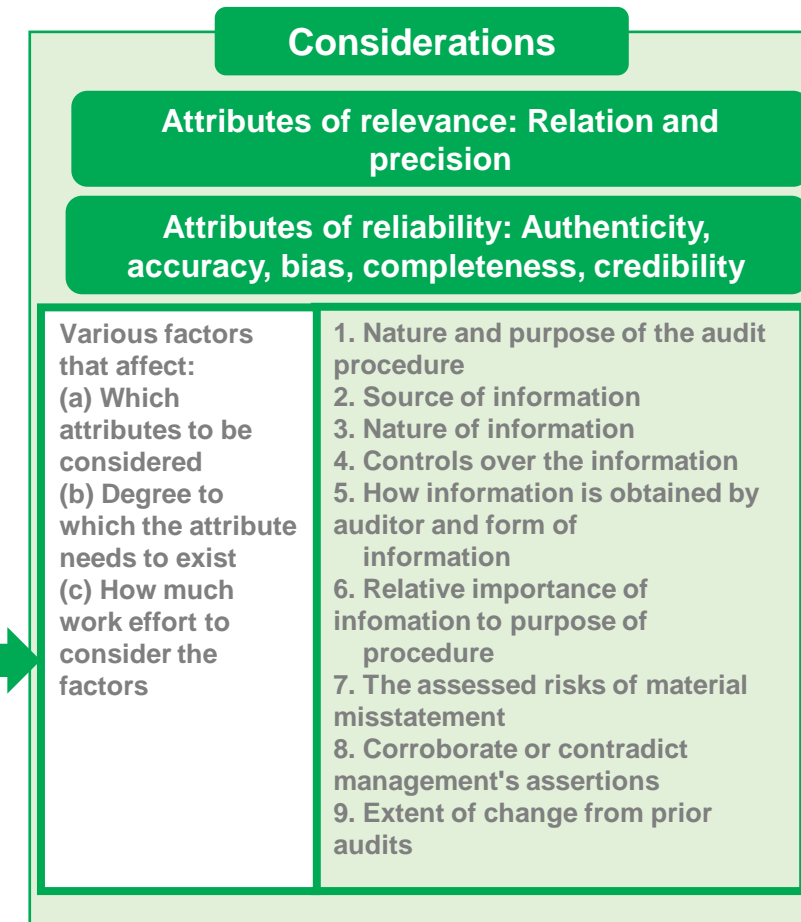 Considerations
Attributes of relevance: Relation and
precision
Attributes of reliability: Authenticity,
accuracy, bias, completeness, credibility
Various factors
that affect:
(a) Which
attributes to be
considered
(b) Degree to
which the attribute
needs to exist
(c) How much
work effort to
consider the
factors
1. Nature and purpose of the audit
procedure
2. Source of information
3. Nature of information
4. Controls over the information
5. How information is obtained by
auditor and form of
information
6. Relative importance of
infomation to purpose of
procedure
7. The assessed risks of material
misstatement
8. Corroborate or contradict
management's assertions
9. Extent of change from prior
audits